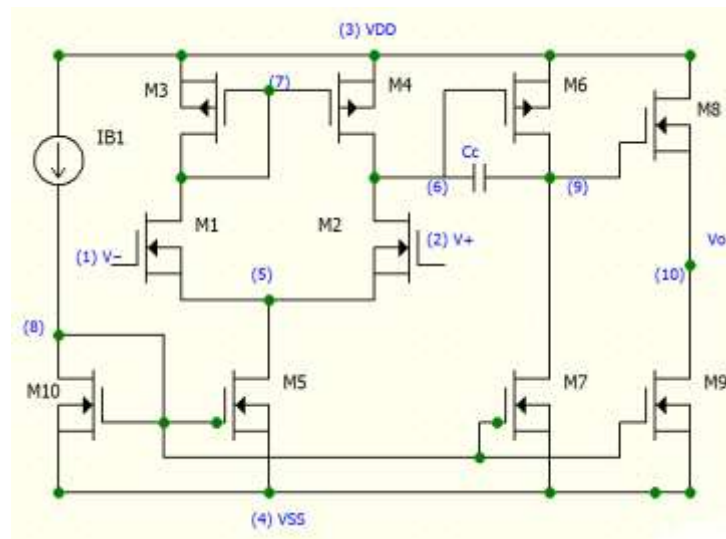 (3) VDD
M3
(7)
M4
M6
M8
IB1
Cc
(6)
(9)
M1
M2
(2) V+
(1) V−
(5)
Vo
(10)
(8)
M10
M5
M7
M9
(4) VSS